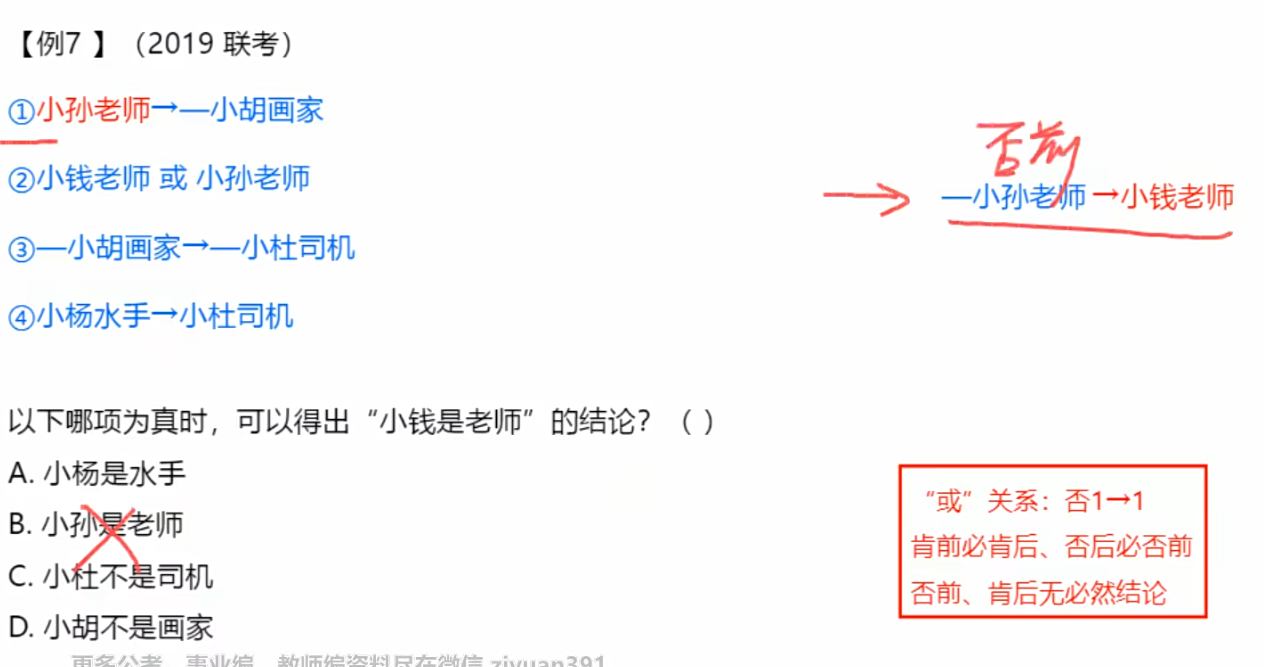 【例7 】（2019 联考）
①小孙老师→—小胡画家
②小钱老师 或 小孙老师
否前
—小孙老师→小钱老师
③—小胡画家→—小杜司机
④小杨水手→小杜司机
以下哪项为真时，可以得出“小钱是老师”的结论？（ ）
A. 小杨是水手
B. 小孙是老师
C. 小杜不是司机
D. 小胡不是画家
“或”关系：否1→1
肯前必肯后、否后必否前
否前、肯后无必然结论
更多公考、事业编、教师编资料尽在微信 ziyuan391